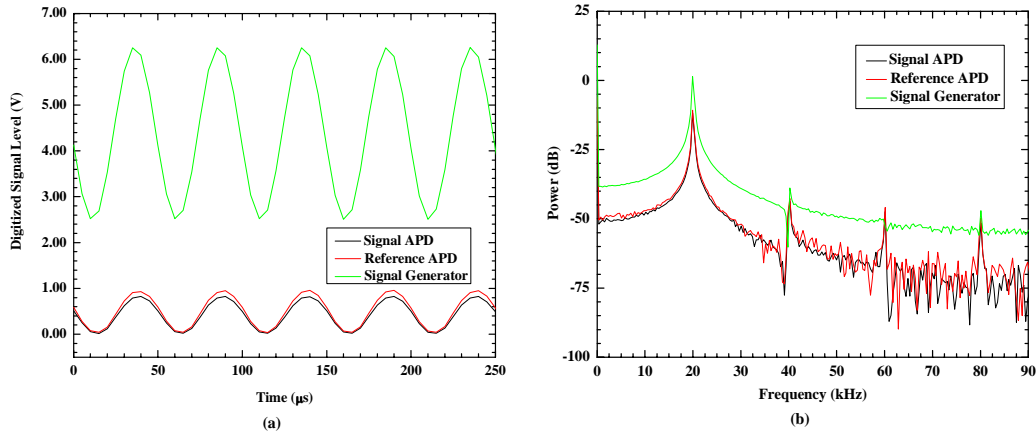 7.00
6.00
5.00
4.00
3.00
2.00
1.00
0.00
Digitized Signal Level (V)
Signal APD
Reference APD
Signal Generator
0
50
100
150
200
250
Time (μs)
(a)
25
0
-25
-50
-75
-100
Power (dB)
Signal APD
Reference APD
Signal Generator
0
10
20
30
40
50
60
70
80
90
Frequency (kHz)
(b)